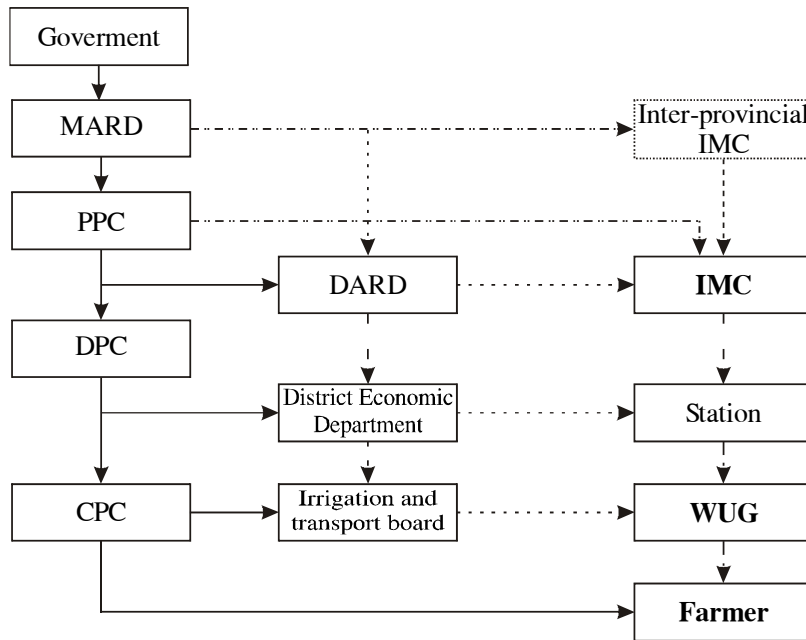 Goverment
MARD
Inter-provincial
IMC
PPC
DARD
IMC
DPC
District Economic
Department
Station
CPC
Irrigation and
transport board
WUG
Farmer